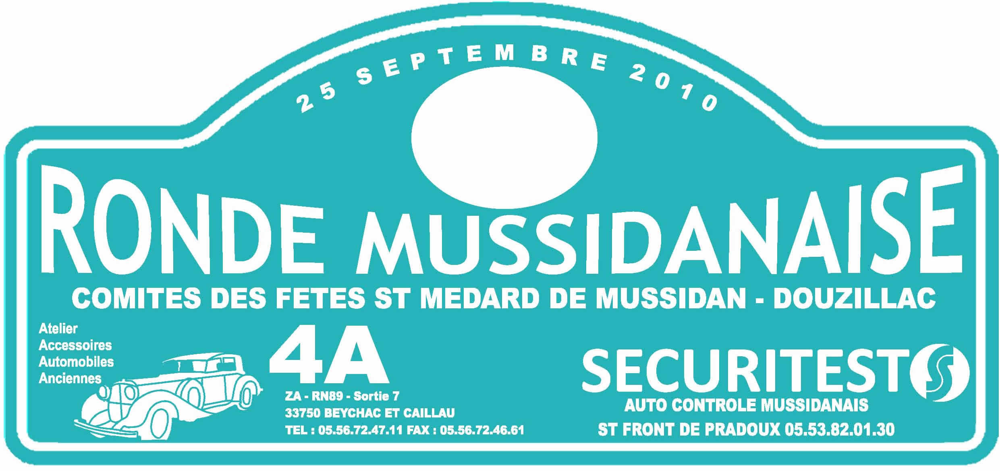 25 SEPTEMBRE 2010
RONDE MUSSIDANAISE
COMITES DES FETES ST MEDARD DE MUSSIDAN - DOUZILLAC
Atelier
Accessoires
Automobiles
Anciennes
4A
ZA - RN89 - Sortie 7
33750 BEYCHAC ET CAILLAU
TEL : 05.56.72.47.11 FAX : 05.56.72.46.61
SECURITEST
AUTO CONTROLE MUSSIDANAIS
ST FRONT DE PRADOUX 05.53.82.01.30